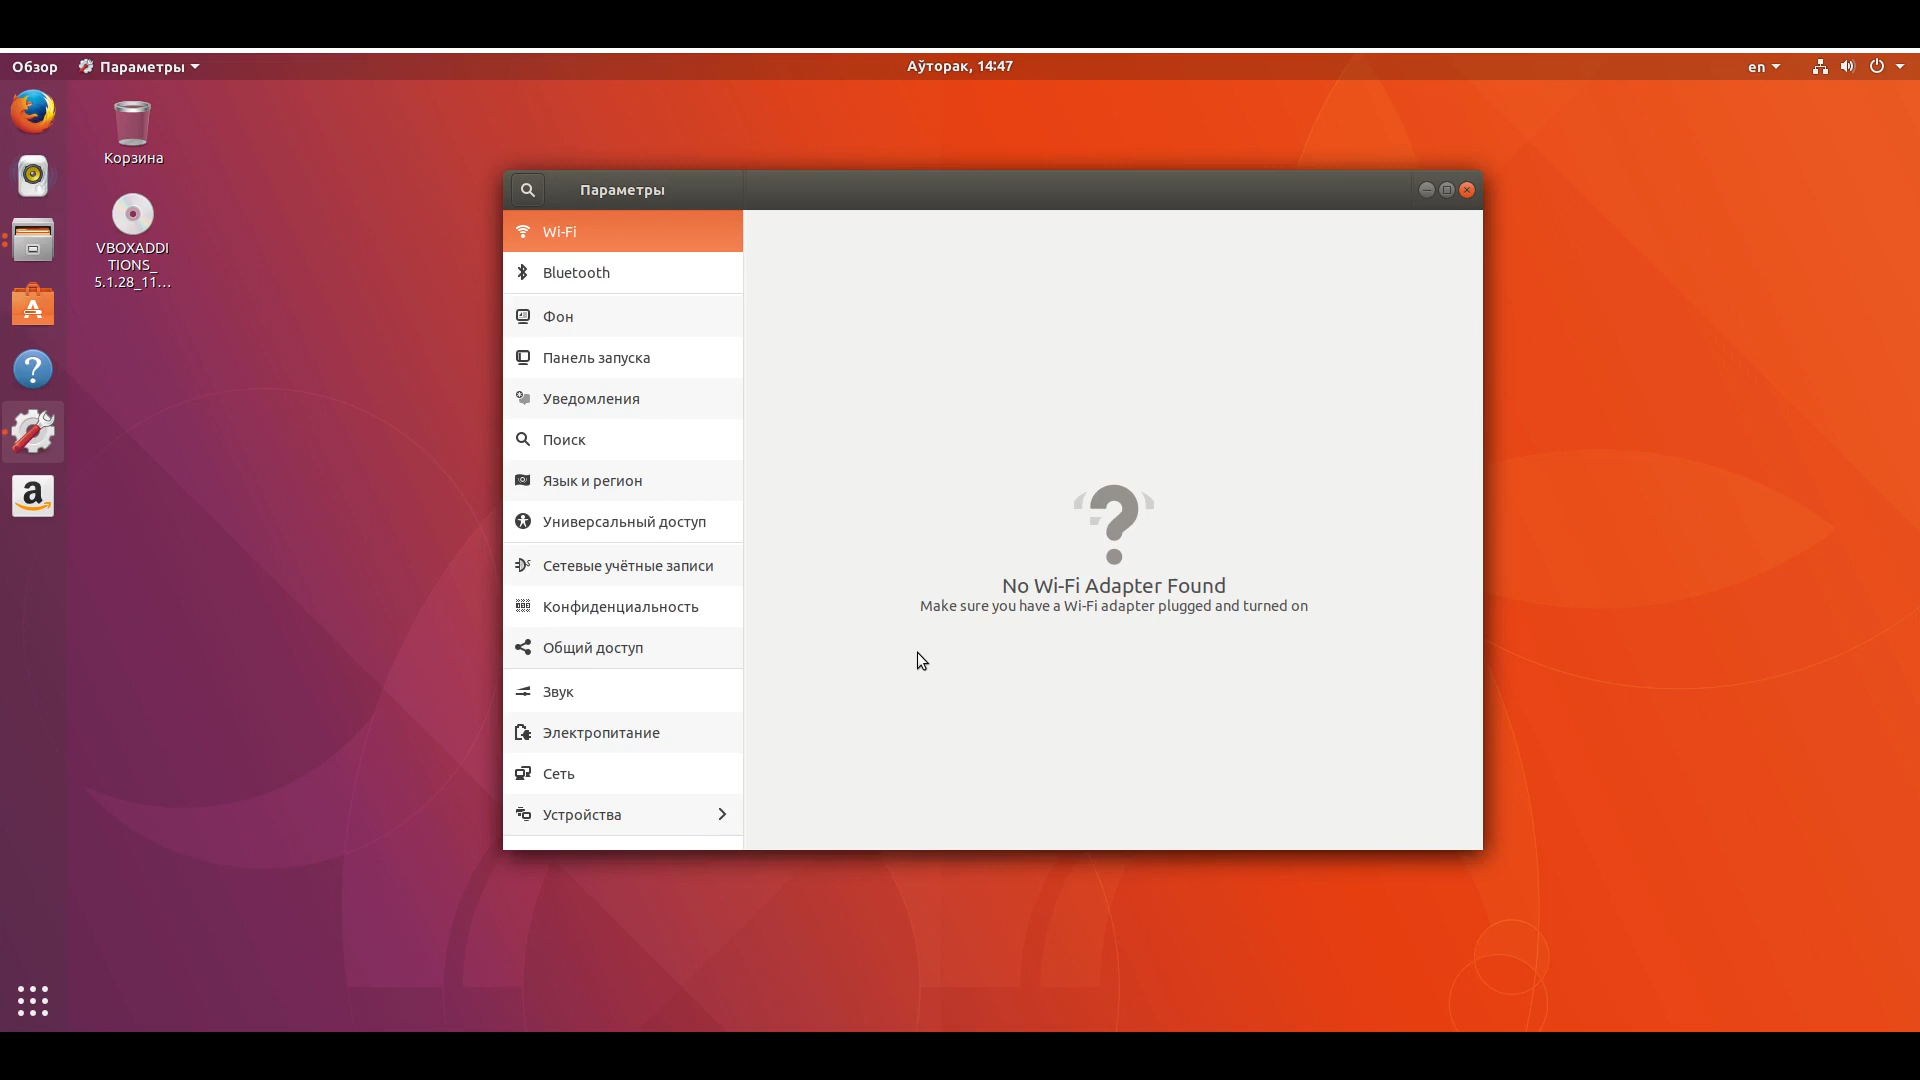 Обзор
Параметры
Аўторак, 14:47
en
Корзина
VBOXADDI
TIONS_
5.1.28_11...
Параметры
Wi-Fi
Bluetooth
Фон
Панель запуска
Уведомления
Поиск
Язык и регион
Универсальный доступ
Сетевые учётные записи
Конфиденциальность
Общий доступ
Звук
Электропитание
Сеть
Устройства
No Wi-Fi Adapter Found
Make sure you have a Wi-Fi adapter plugged and turned on